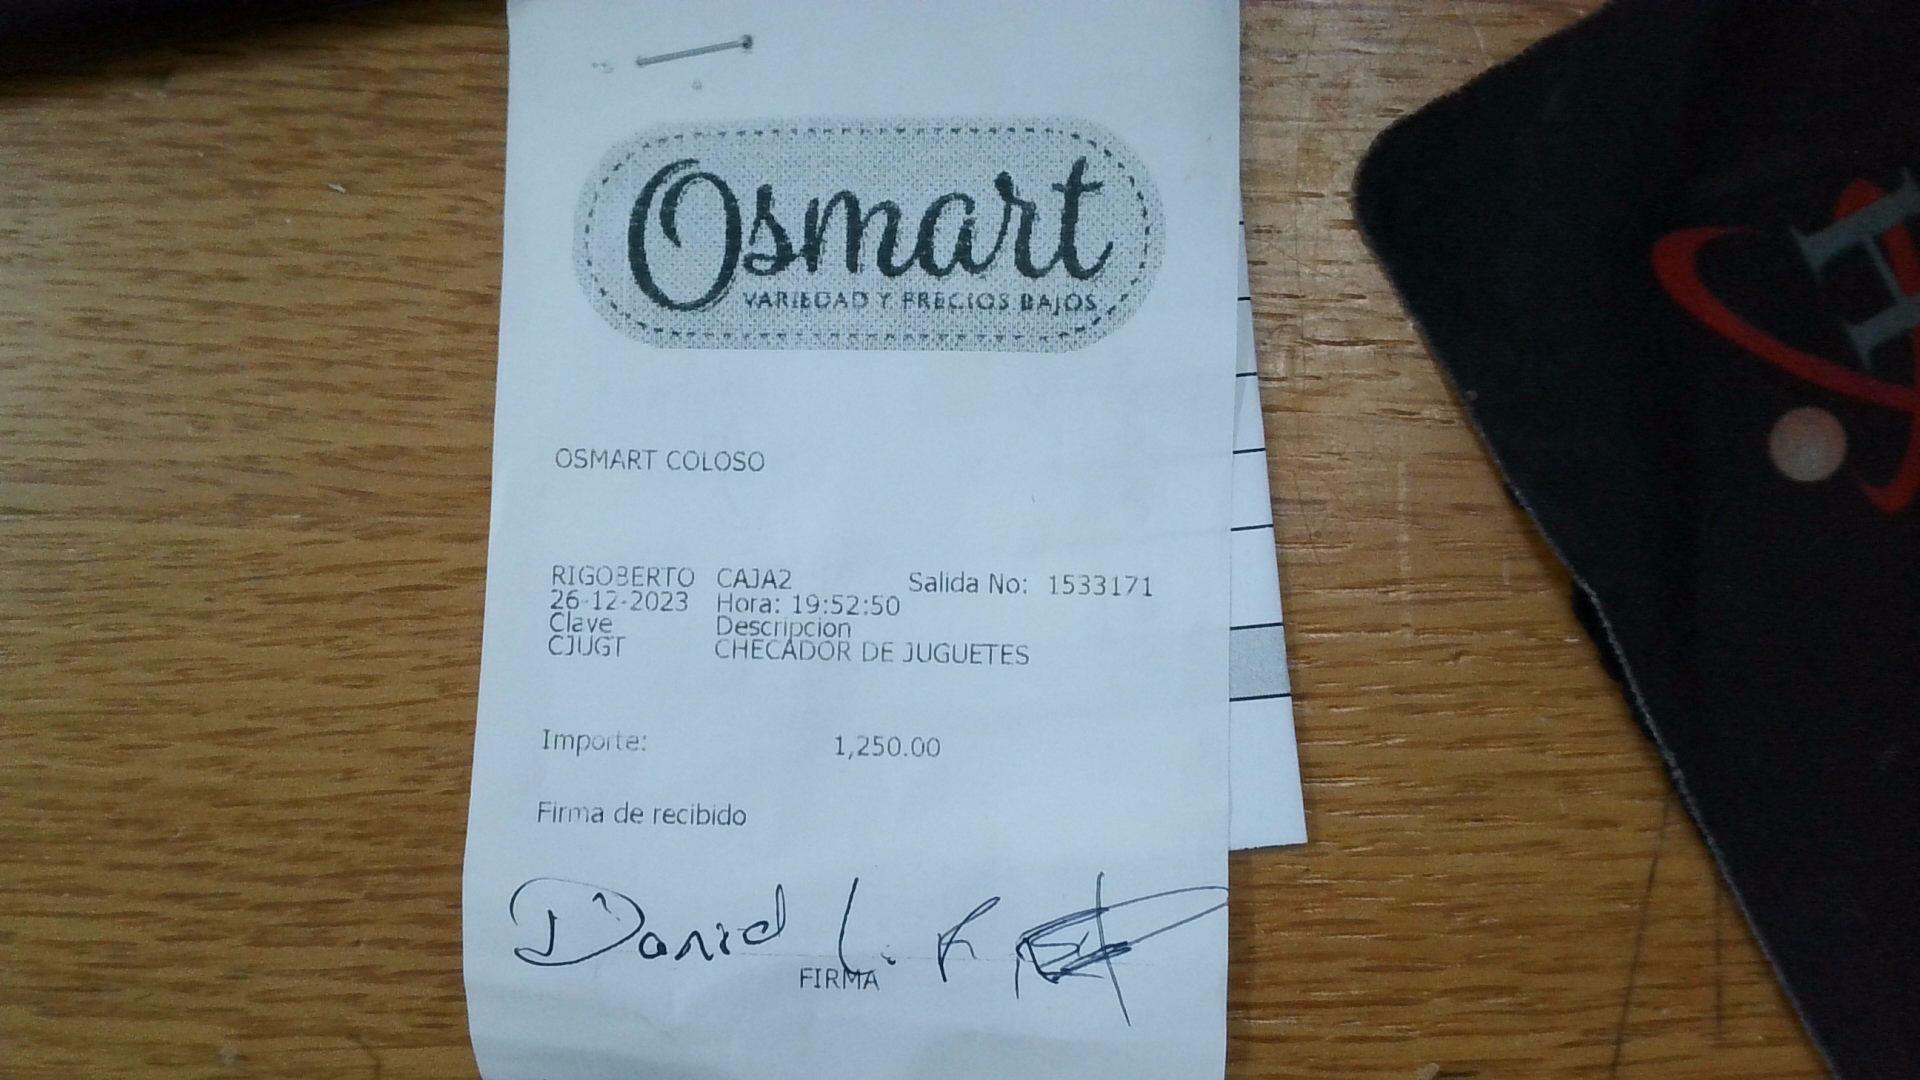 Osmart
VARIEDAD Y PRECIOS BAJOS
OSMART COLOSO
RIGOBERTO CAJA2 Salida No: 1533171
26-12-2023 Hora: 19:52:50
Clave Descripcion
CJUGT CHECADOR DE JUGUETES
Importe: 1,250.00
Firma de recibido
David L. R
FIRMA
H